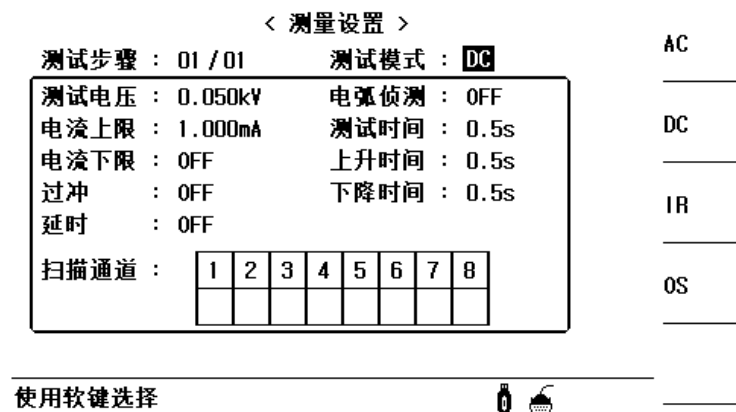 < 测量设置 >
测试步骤 : 01 / 01 测试模式 : DC
测试电压 : 0.050kV 电弧侦测 : OFF
电流上限 : 1.000mA 测试时间 : 0.5s
电流下限 : OFF 上升时间 : 0.5s
过冲 : OFF 下降时间 : 0.5s
延时 : OFF
扫描通道 : 1 2 3 4 5 6 7 8
使用软键选择
AC
DC
IR
OS